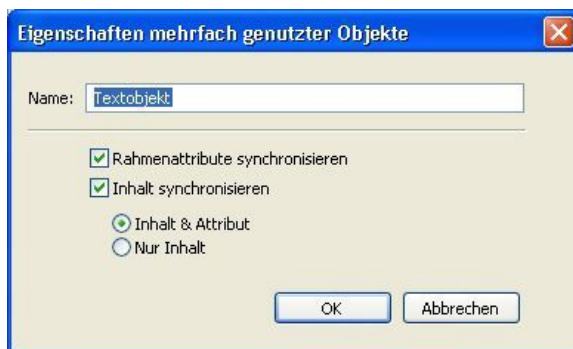 Eigenschaften mehrfach genutzter Objekte
Name: Textobjekt
Rahmenattribute synchronisieren
Inhalt synchronisieren
Inhalt & Attribut
Nur Inhalt
OK Abbrechen